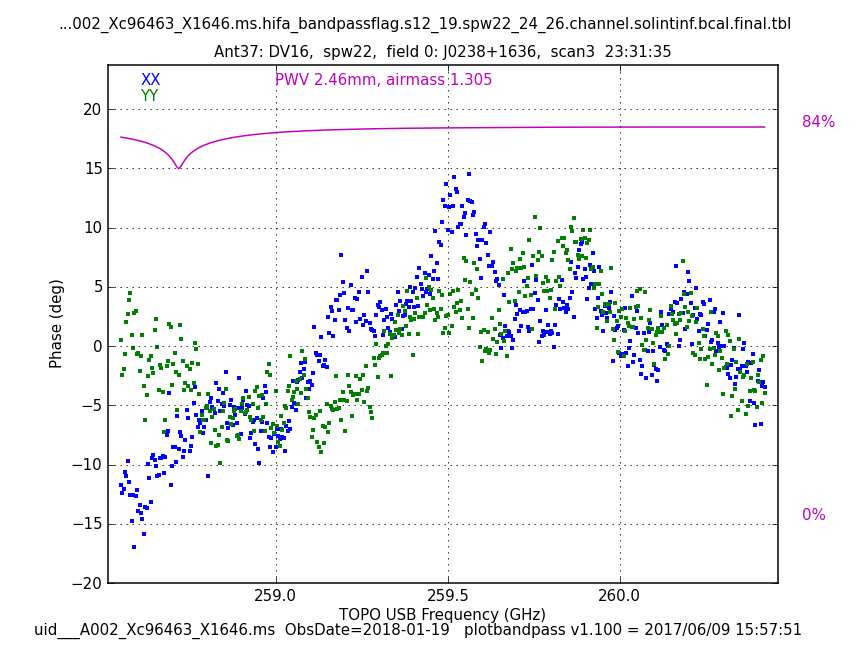 ...002_Xc96463_X1646.ms.hifa_bandpassflag.s12_19.spw22_24_26.channel.solintinf.bcal.final.tbl
Ant37: DV16, spw22, field 0: J0238+1636, scan3 23:31:35
XX
YY
PWV 2.46mm, airmass 1.305
84%
0%
20
15
10
5
0
−5
−10
−15
−20
Phase (deg)
259.0
259.5
260.0
TOPO USB Frequency (GHz)
uid___A002_Xc96463_X1646.ms ObsDate=2018-01-19 plotbandpass v1.100 = 2017/06/09 15:57:51